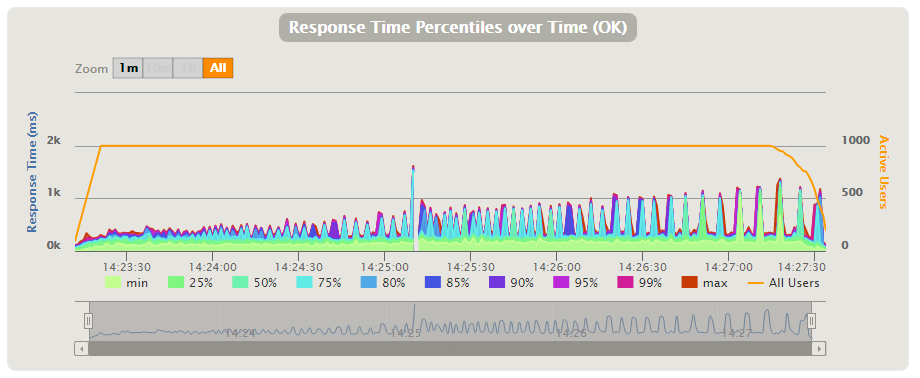 Response Time Percentiles over Time (OK)
Zoom 1m 10m 1h All
Response Time (ms)
2k
1k
0k
1000
500
0
Active Users
14:23:30 14:24:00 14:24:30 14:25:00 14:25:30 14:26:00 14:26:30 14:27:00 14:27:30
min 25% 50% 75% 80% 85% 90% 95% 99% max All Users
14:24 14:25 14:26 14:27